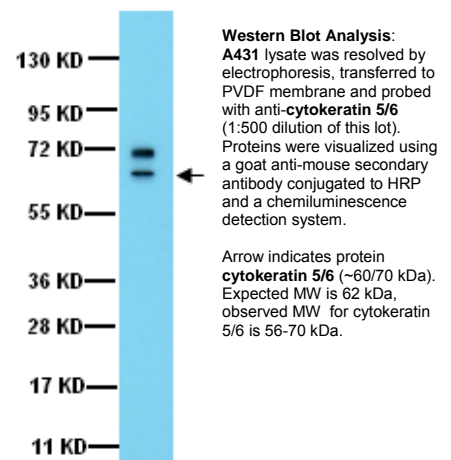 130 KD
95 KD
72 KD
55 KD
36 KD
28 KD
17 KD
11 KD
Western Blot Analysis:
A431 lysate was resolved by
electrophoresis, transferred to
PVDF membrane and probed
with anti-cytokeratin 5/6
(1:500 dilution of this lot).
Proteins were visualized using
a goat anti-mouse secondary
antibody conjugated to HRP
and a chemiluminescence
detection system.
Arrow indicates protein
cytokeratin 5/6 (~60/70 kDa).
Expected MW is 62 kDa,
observed MW for cytokeratin
5/6 is 56-70 kDa.